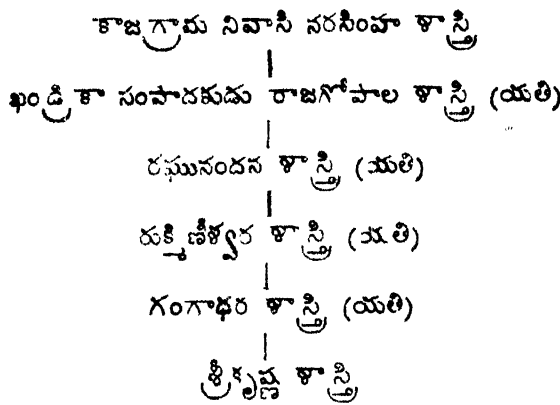 కాజగ్రామ నివాసి నరసింహ శాస్త్రి
ఖండ్రికా సంపాదకుడు రాజగోపాల శాస్త్రి (యతి)
రఘునందన శాస్త్రి (యతి)
రుక్మిణీశ్వర శాస్త్రి (యతి)
గంగాధర శాస్త్రి (యతి)
శ్రీకృష్ణ శాస్త్రి